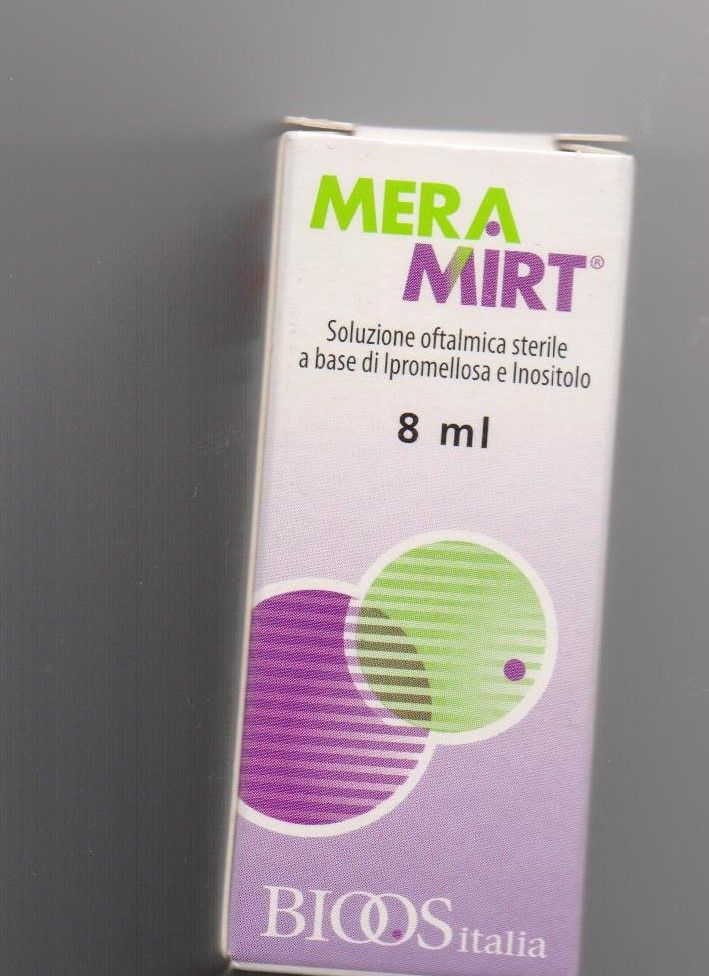 MERA
MIRT®
Soluzione oftalmica sterile
a base di Ipromellosa e Inositolo
8 ml
BIOOS italia